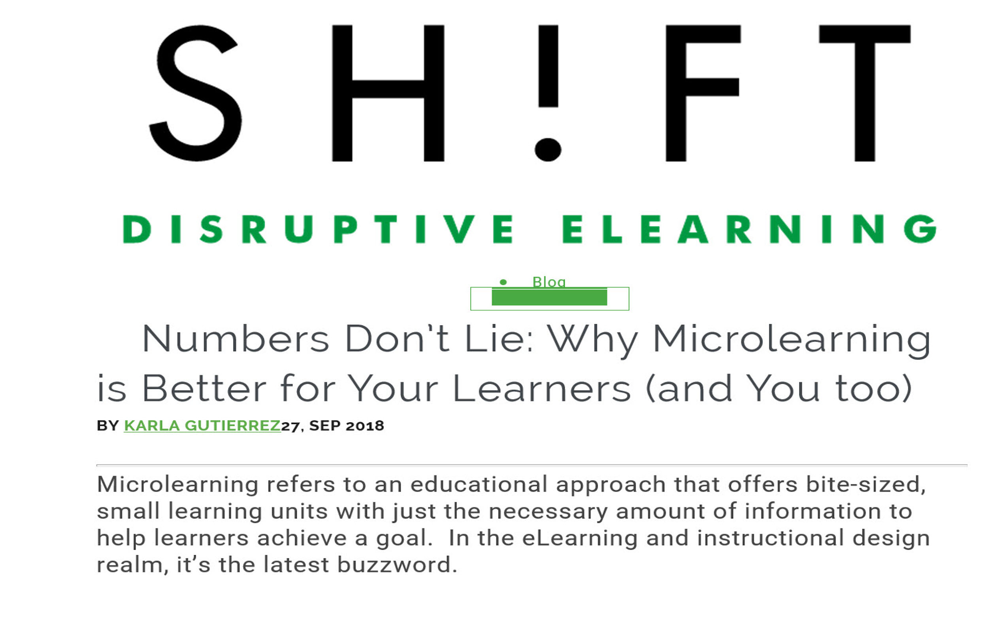 SH!FT
DISRUPTIVE ELEARNING
• Blog
Numbers Don't Lie: Why Microlearning
is Better for Your Learners (and You too)
BY KARLA GUTIERREZ27, SEP 2018
Microlearning refers to an educational approach that offers bite-sized,
small learning units with just the necessary amount of information to
help learners achieve a goal.  In the eLearning and instructional design
realm, it’s the latest buzzword.